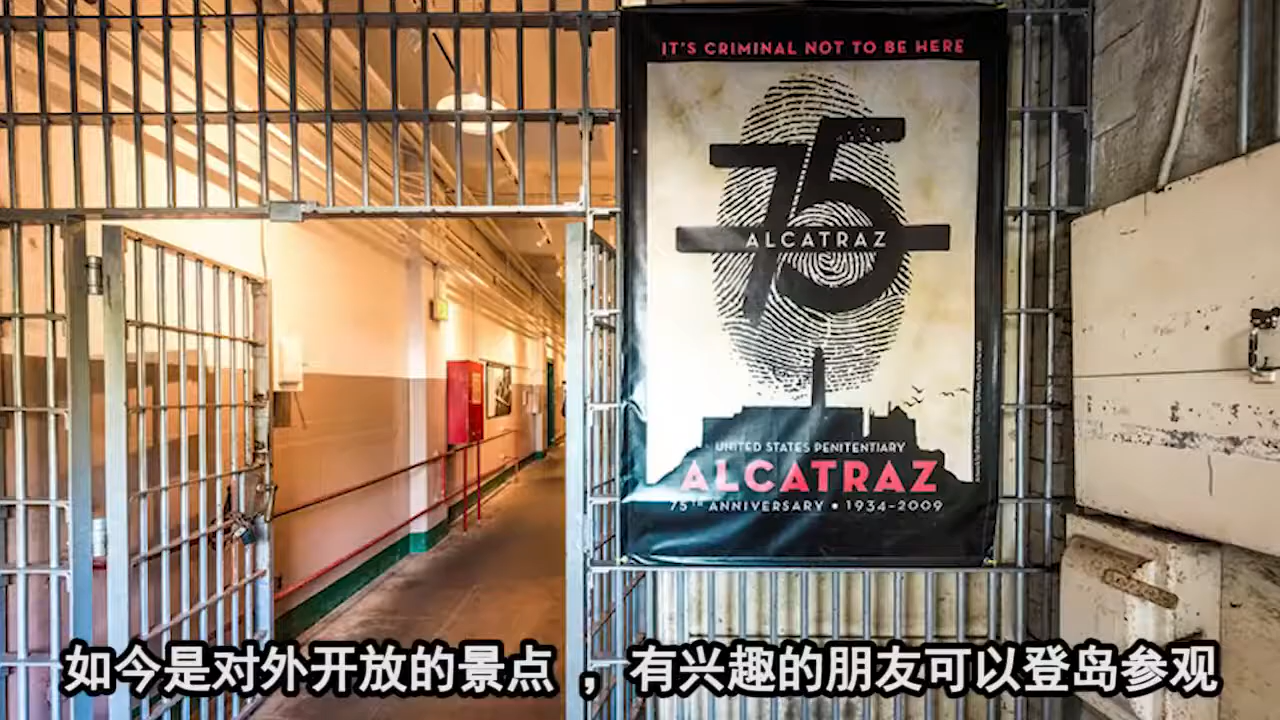 IT'S CRIMINAL NOT TO BE HERE
75
ALCATRAZ
UNITED STATES PENITENTIARY
ALCATRAZ
75TH ANNIVERSARY • 1934-2009
如今是对外开放的景点，有兴趣的朋友可以登岛参观